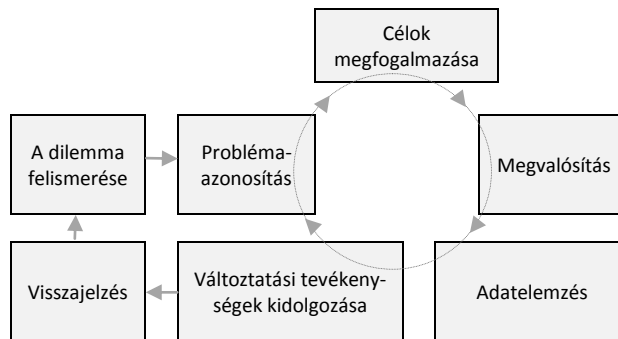 Célok
megfogalmazása
A dilemma
felismerése
Probléma-
azonosítás
Megvalósítás
Visszajelzés
Változtatási tevékeny-
ségek kidolgozása
Adatelemzés